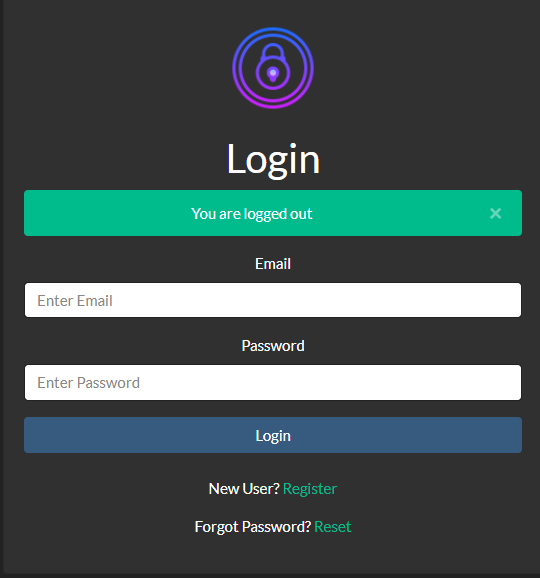 Login
You are logged out ×
Email
Enter Email
Password
Enter Password
Login
New User? Register
Forgot Password? Reset